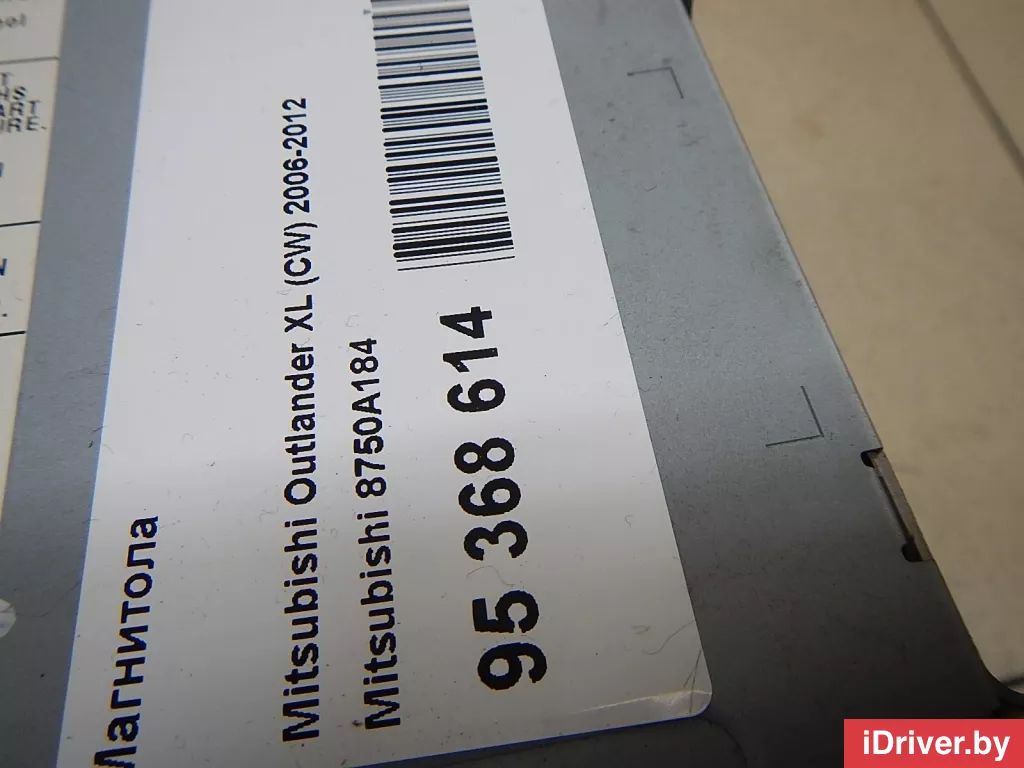 Магнитола
Mitsubishi Outlander XL (CW) 2006-2012
Mitsubishi 8750A184
95 368 614
iDriver.by